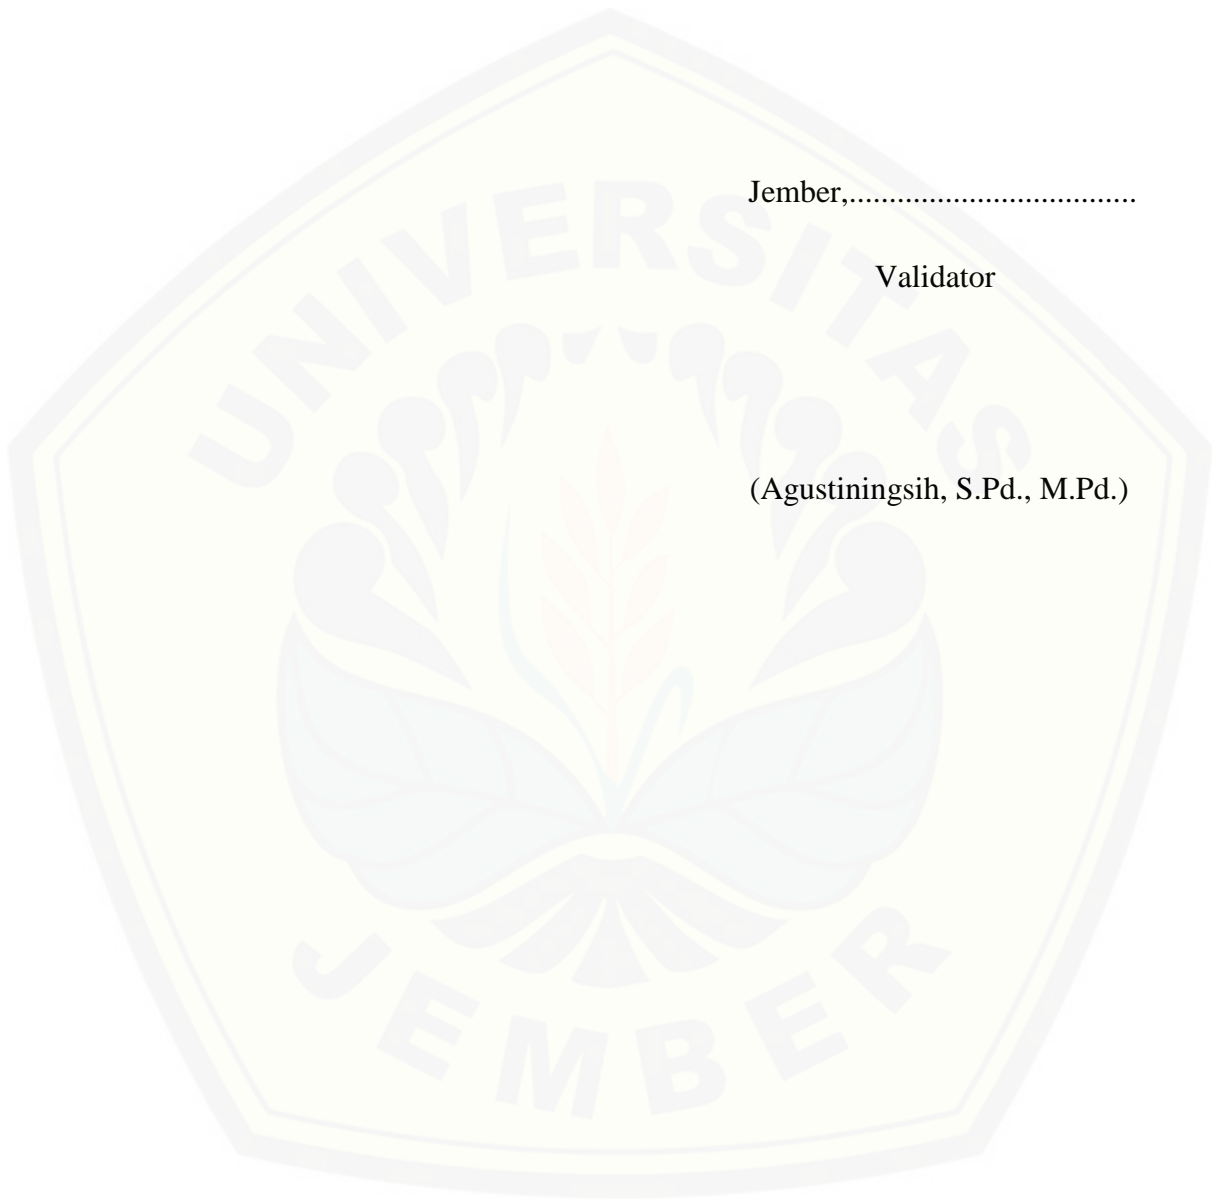 Jember,....................................
Validator
(Agustiningsih, S.Pd., M.Pd.)
UNIVERSITAS
JEMBER